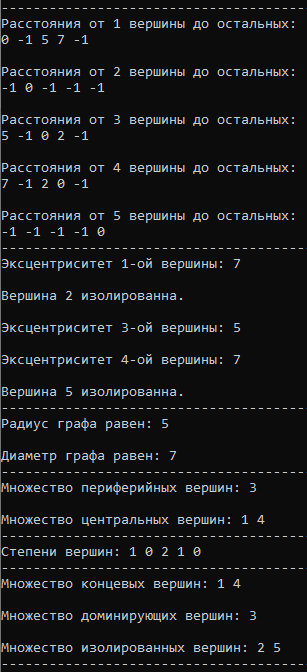 Расстояния от 1 вершины до остальных:
0 -1 5 7 -1
Расстояния от 2 вершины до остальных:
-1 0 -1 -1 -1
Расстояния от 3 вершины до остальных:
5 -1 0 2 -1
Расстояния от 4 вершины до остальных:
7 -1 2 0 -1
Расстояния от 5 вершины до остальных:
-1 -1 -1 -1 0
Эксцентриситет 1-ой вершины: 7
Вершина 2 изолированна.
Эксцентриситет 3-ой вершины: 5
Эксцентриситет 4-ой вершины: 7
Вершина 5 изолированна.
Радиус графа равен: 5
Диаметр графа равен: 7
Множество периферийных вершин: 3
Множество центральных вершин: 1 4
Степени вершин: 1 0 2 1 0
Множество концевых вершин: 1 4
Множество доминирующих вершин: 3
Множество изолированных вершин: 2 5